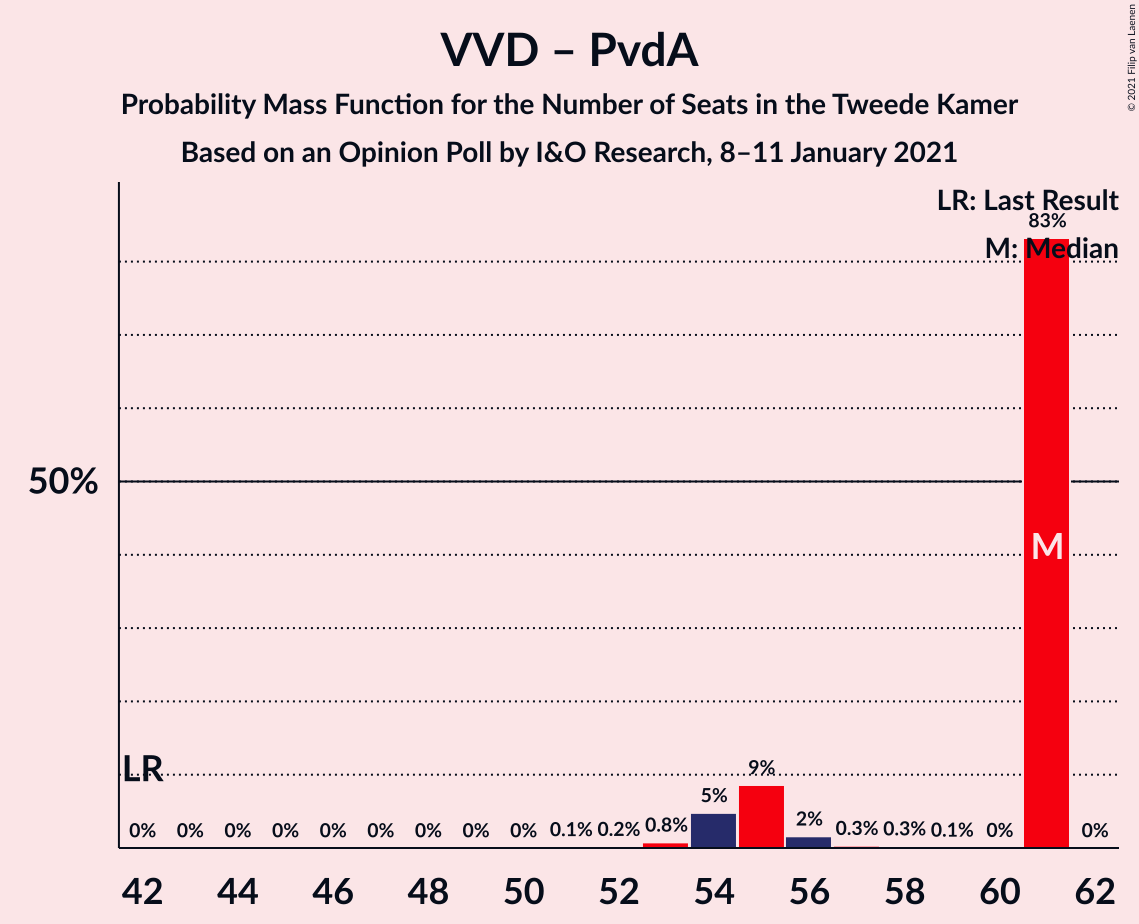 VVD – PvdA
Probability Mass Function for the Number of Seats in the Tweede Kamer
Based on an Opinion Poll by I&O Research, 8–11 January 2021
© 2021 Filip van Laenen
LR: Last Result
83%
M: Median
50%
M
LR
9%
5%
0% 0% 0% 0% 0% 0% 0% 0% 0% 0.1% 0.2% 0.8% 2% 0.3% 0.3% 0.1% 0% 0%
42 44 46 48 50 52 54 56 58 60 62